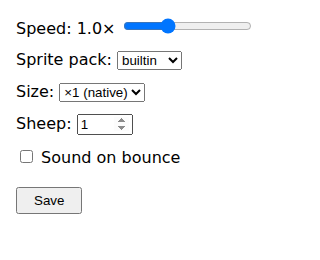 Speed: 1.0×
Sprite pack: builtin
Size: ×1 (native)
Sheep: 1
Sound on bounce
Save